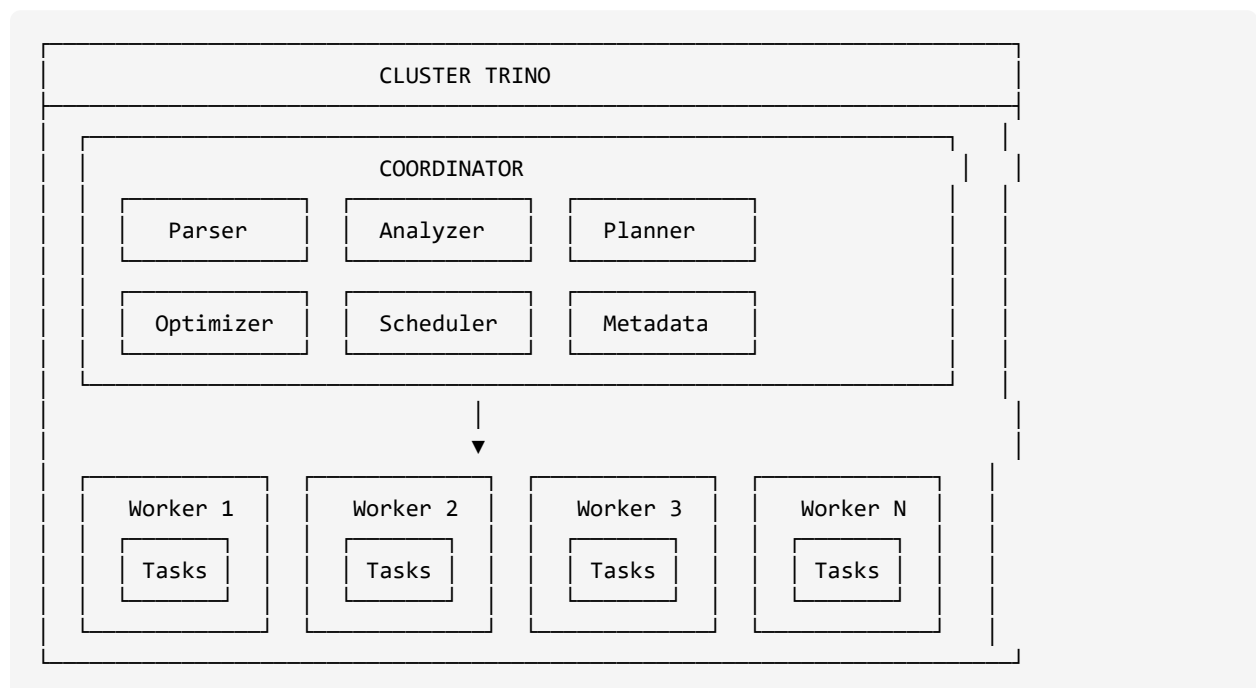 CLUSTER TRINO
COORDINATOR
Parser Analyzer Planner
Optimizer Scheduler Metadata
▼
Worker 1 Worker 2 Worker 3 Worker N
Tasks Tasks Tasks Tasks